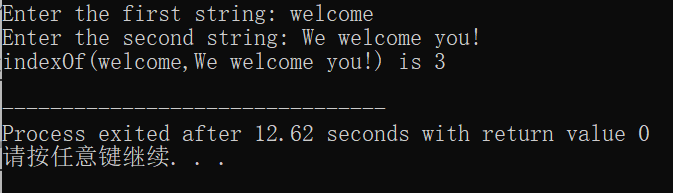 Enter the first string: welcome
Enter the second string: We welcome you!
indexOf(welcome,We welcome you!) is 3
--------------------------------
Process exited after 12.62 seconds with return value 0
请按任意键继续. . .